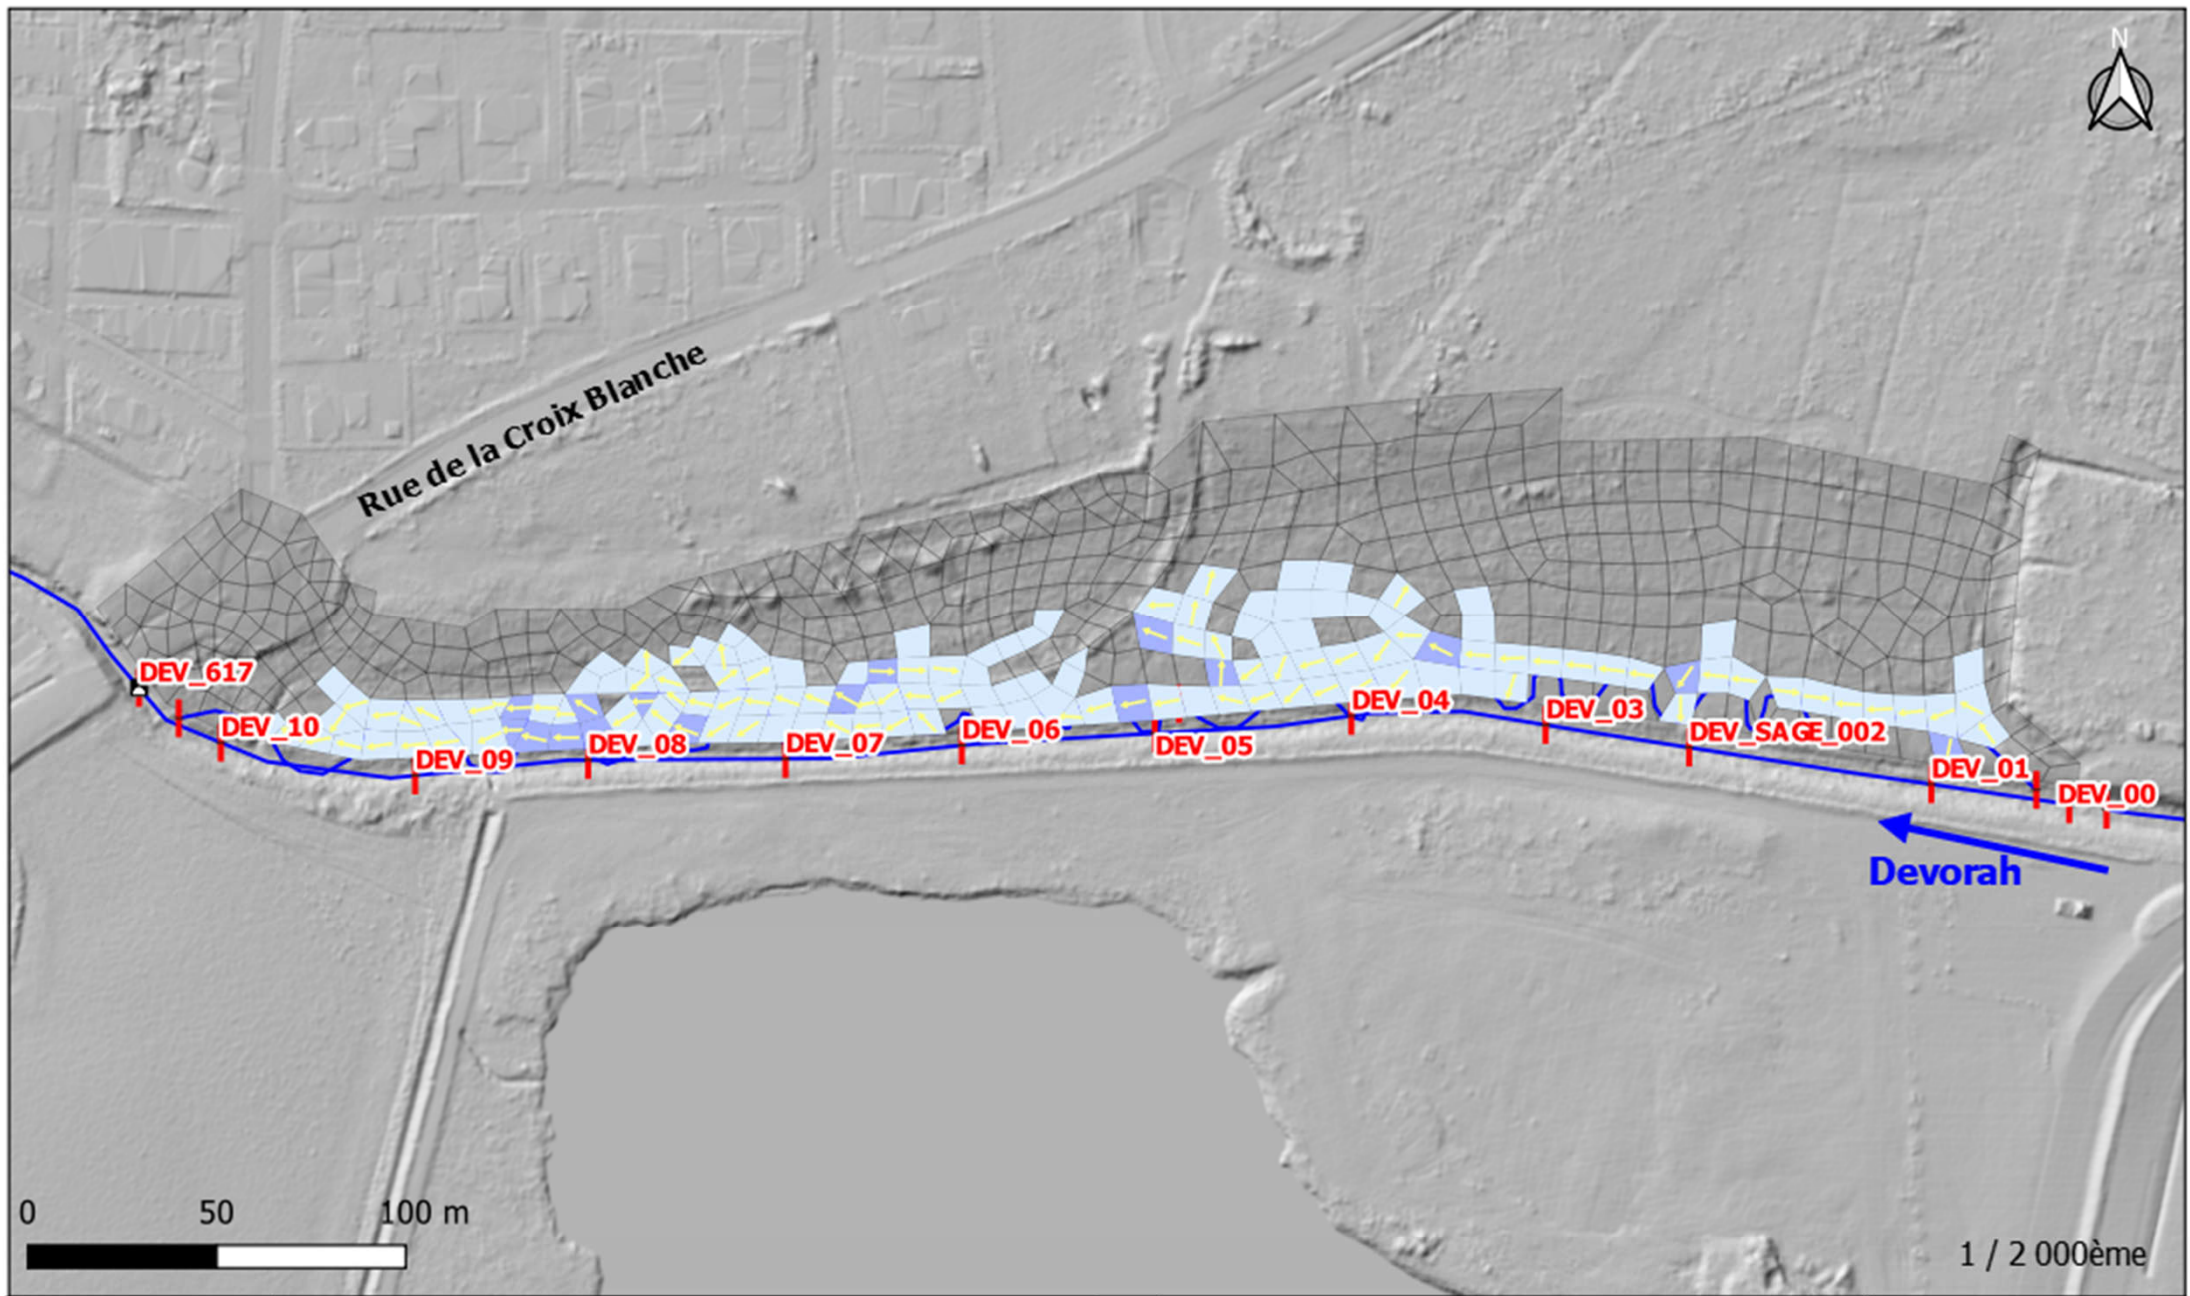 N
Rue de la Croix Blanche
DEV_617
DEV_10
DEV_09
DEV_08
DEV_07
DEV_06
DEV_05
DEV_04
DEV_03
DEV_SAGE_002
DEV_01
DEV_00
Devorah
0 50 100 m
1 / 2 000ème